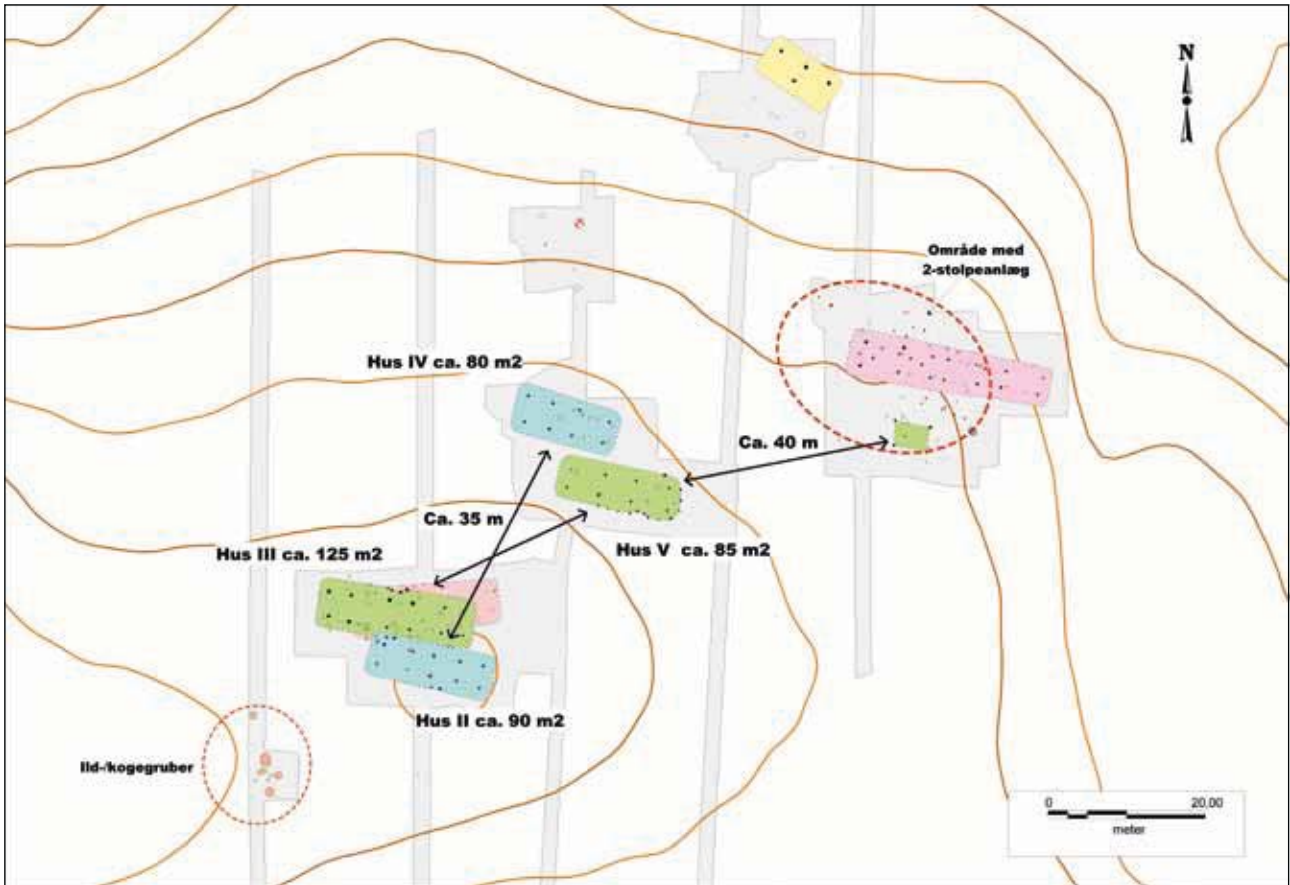 N
Område med
2-stolpeanlæg
Hus IV ca. 80 m2
Ca. 40 m
Ca. 35 m
Hus III ca. 125 m2
Hus V ca. 85 m2
Hus II ca. 90 m2
Ild-/kogegruber
0 20,00
meter